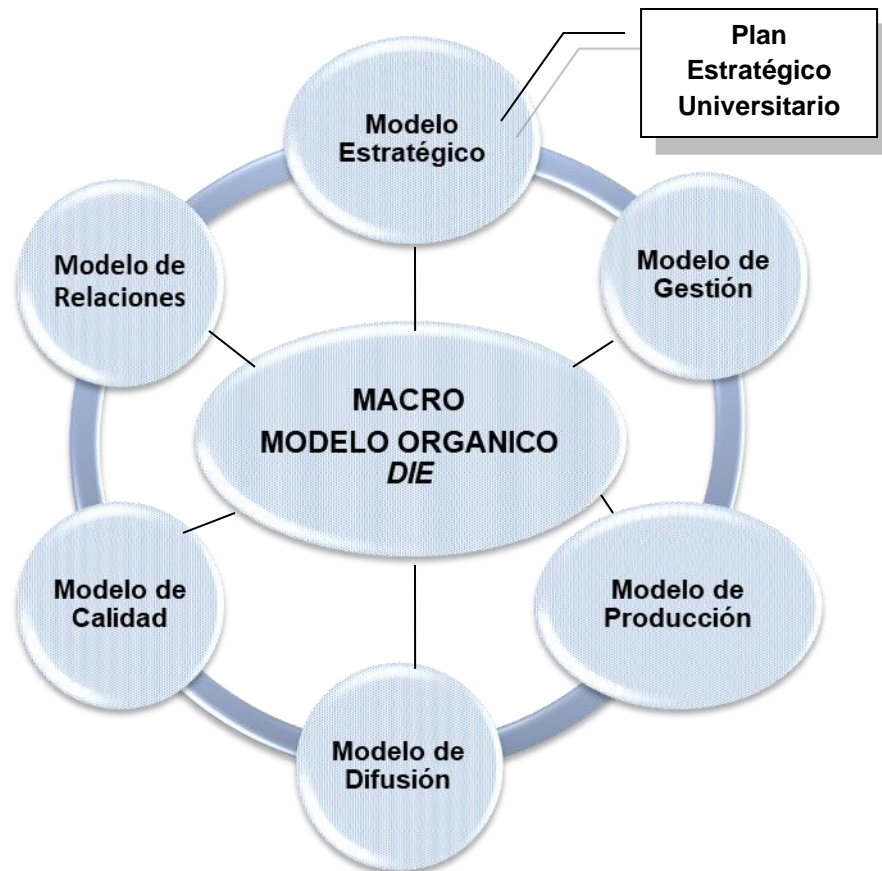 Plan
Estratégico
Universitario
Modelo
Estratégico
Modelo de
Relaciones
Modelo de
Gestión
MACRO
MODELO ORGANICO
DIE
Modelo de
Calidad
Modelo de
Producción
Modelo de
Difusión